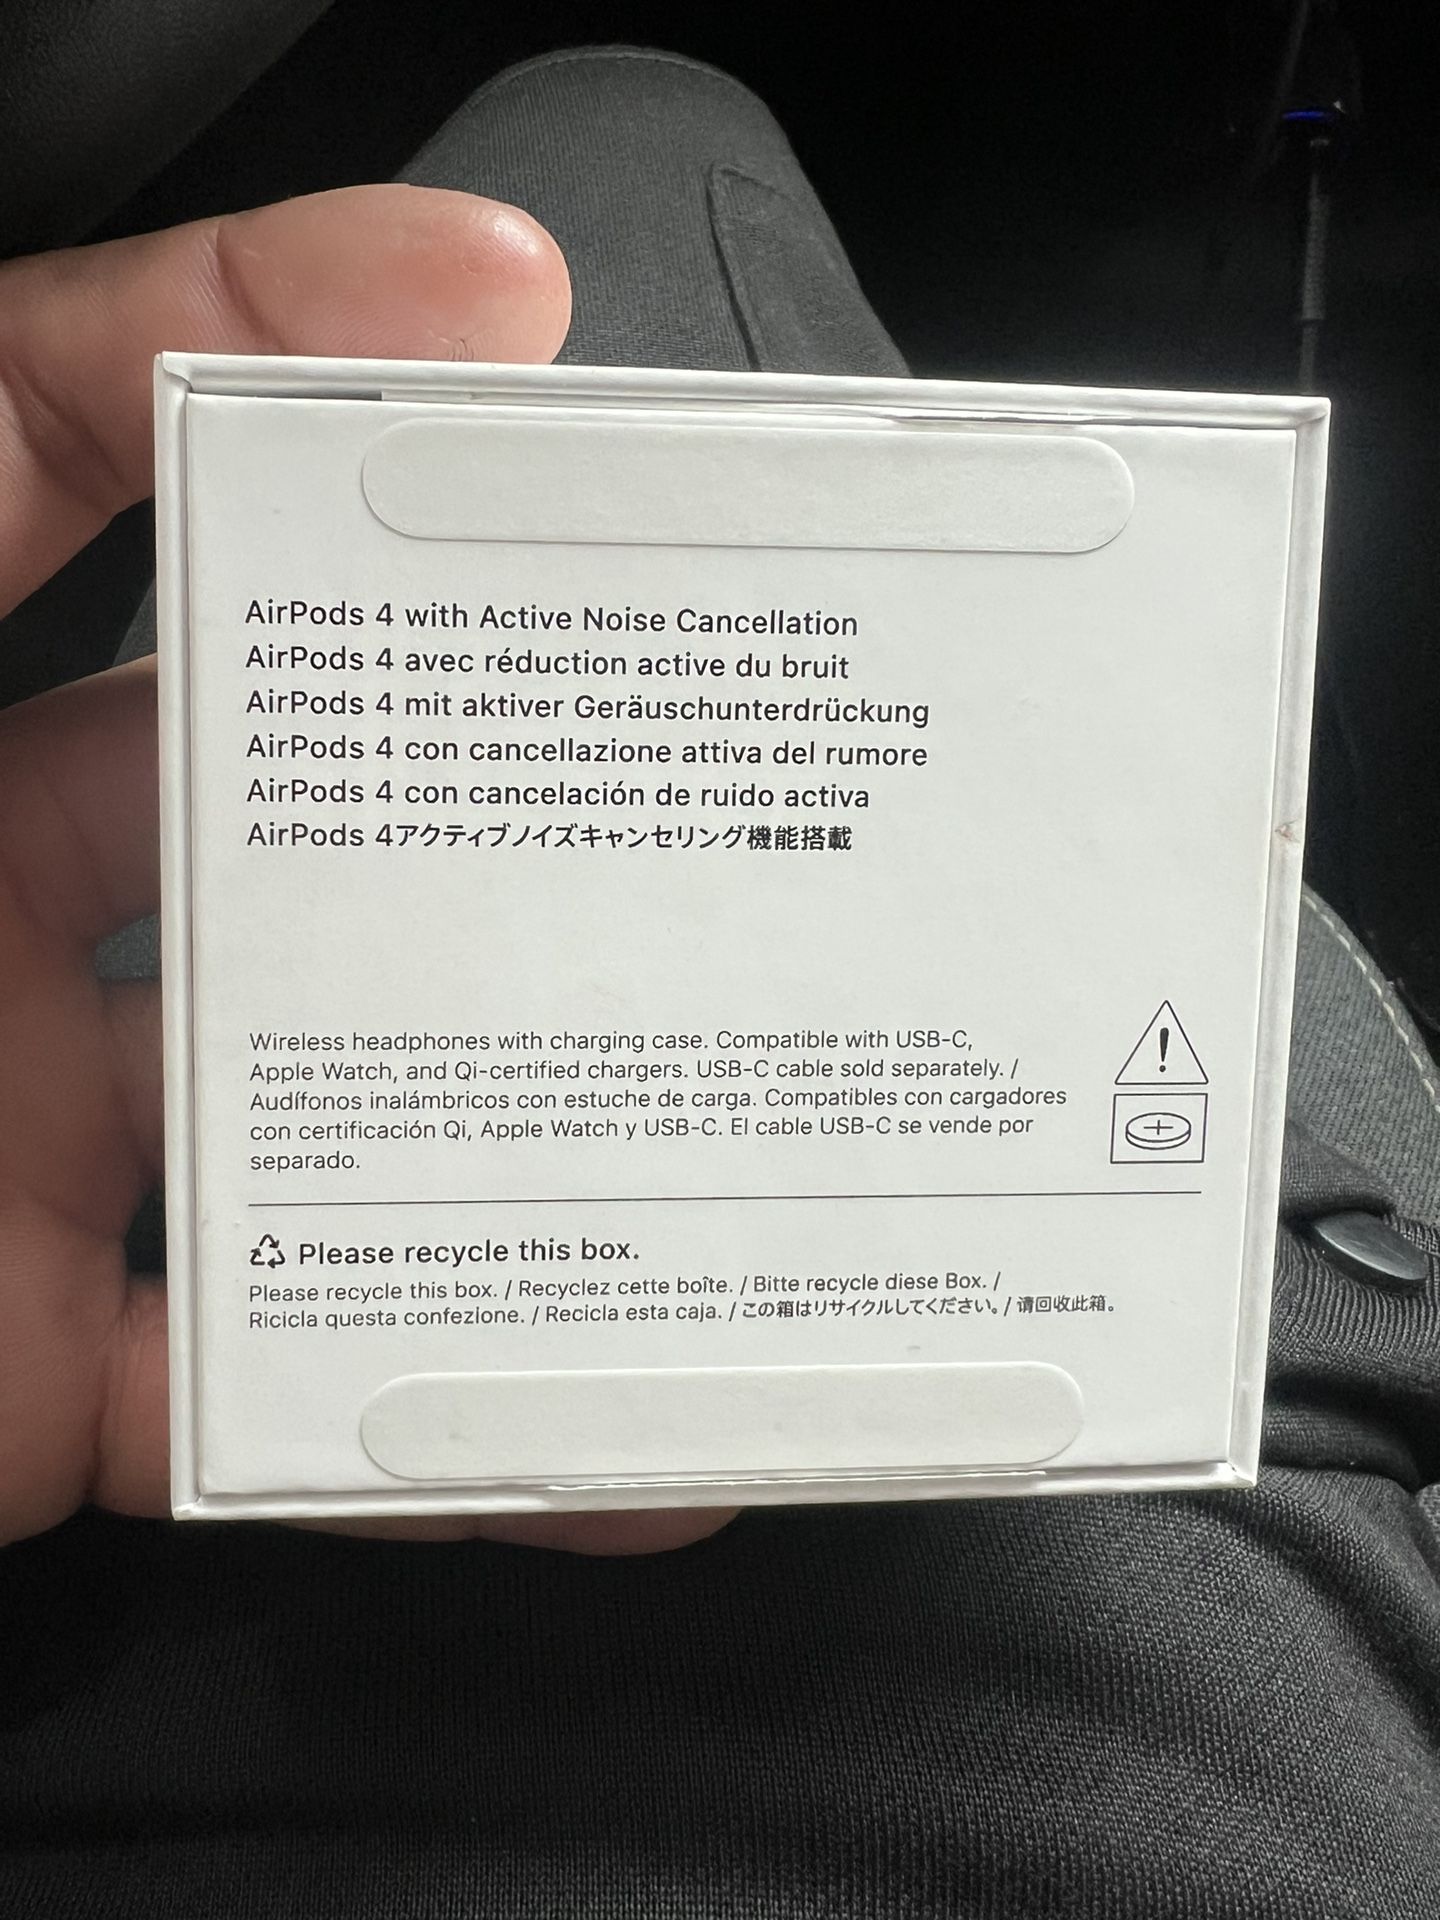 AirPods 4 with Active Noise Cancellation
AirPods 4 avec réduction active du bruit
AirPods 4 mit aktiver Geräuschunterdrückung
AirPods 4 con cancellazione attiva del rumore
AirPods 4 con cancelación de ruido activa
AirPods 4アクティブノイズキャンセリング機能搭載
Wireless headphones with charging case. Compatible with USB-C,
Apple Watch, and Qi-certified chargers. USB-C cable sold separately. /
Audífonos inalámbricos con estuche de carga. Compatibles con cargadores
con certificación Qi, Apple Watch y USB-C. El cable USB-C se vende por
separado.
Please recycle this box.
Please recycle this box. / Recyclez cette boîte. / Bitte recycle diese Box. /
Ricicla questa confezione. / Recicla esta caja. / この箱はリサイクルしてください。/ 请回收此箱。